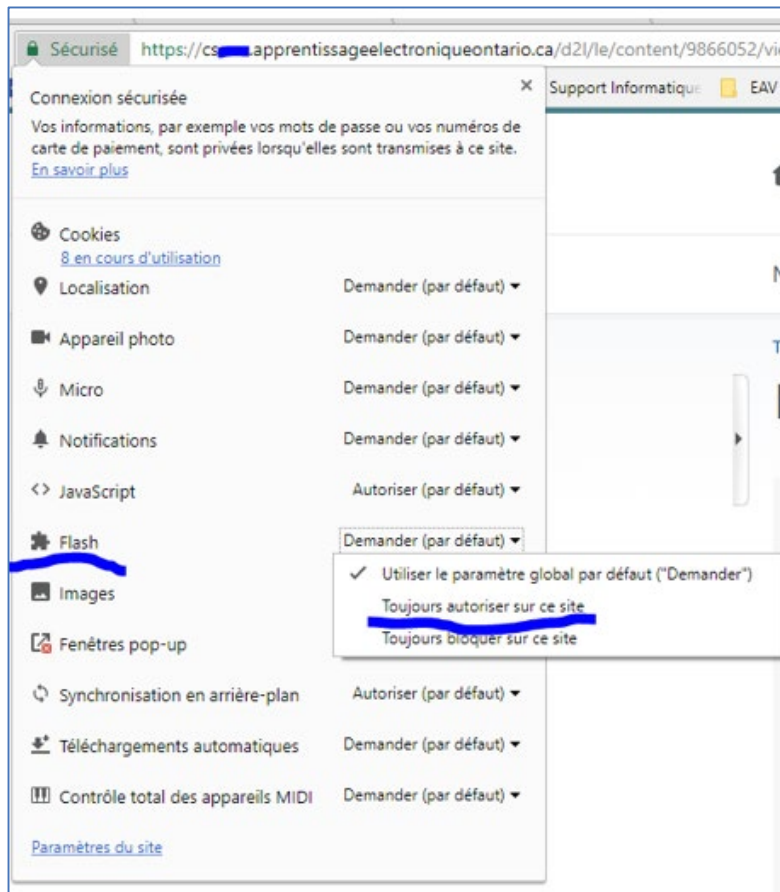 Sécurisé https://cs.apprentissageelectroniqueontario.ca/d2l/le/content/9866052/vi
Connexion sécurisée × Support Informatique EAV
Vos informations, par exemple vos mots de passe ou vos numéros de
carte de paiement, sont privées lorsqu'elles sont transmises à ce site.
En savoir plus
Cookies
8 en cours d'utilisation
Localisation Demander (par défaut)
Appareil photo Demander (par défaut)
Micro Demander (par défaut)
Notifications Demander (par défaut)
JavaScript Autoriser (par défaut)
Flash Demander (par défaut)
✓ Utiliser le paramètre global par défaut ("Demander")
Images
Toujours autoriser sur ce site
Fenêtres pop-up
Toujours bloquer sur ce site
Synchronisation en arrière-plan Autoriser (par défaut)
Téléchargements automatiques Demander (par défaut)
Contrôle total des appareils MIDI Demander (par défaut)
Paramètres du site